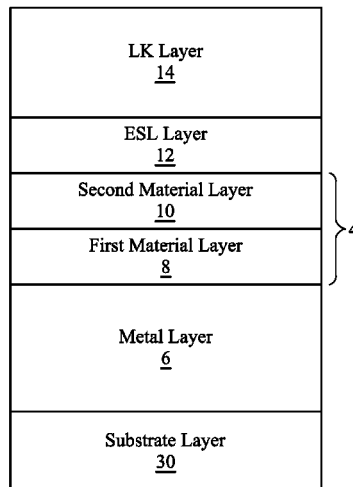 LK Layer
14
ESL Layer
12
Second Material Layer
10
First Material Layer
8
4
Metal Layer
6
Substrate Layer
30